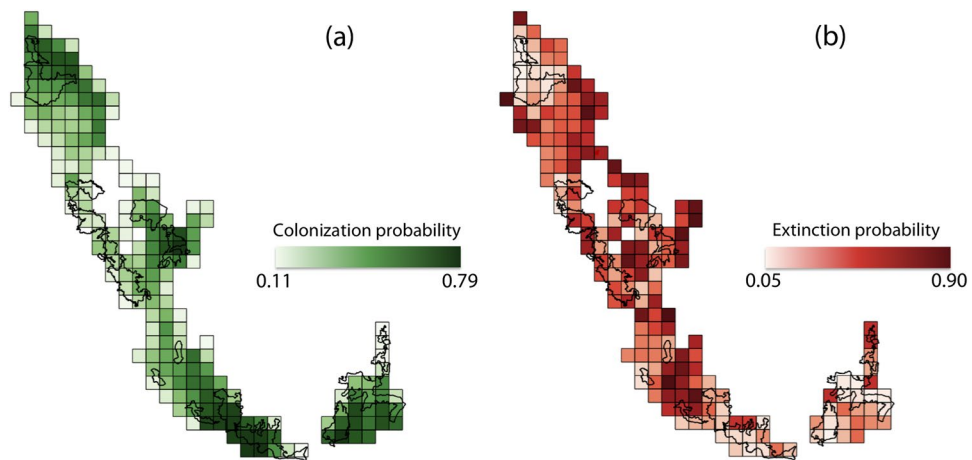 (a)
Colonization probability
0.11 0.79
(b)
Extinction probability
0.05 0.90